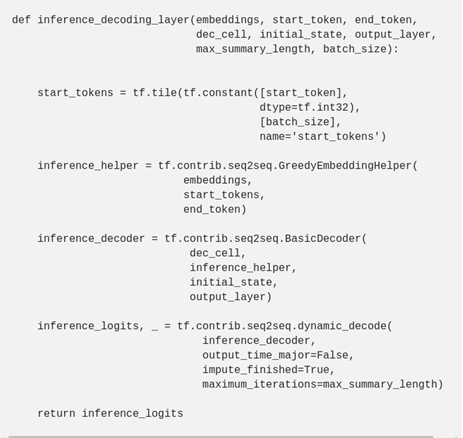 def inference_decoding_layer(embeddings, start_token, end_token,
                             dec_cell, initial_state, output_layer,
                             max_summary_length, batch_size):
    start_tokens = tf.tile(tf.constant([start_token],
                                       dtype=tf.int32),
                                       [batch_size],
                                       name='start_tokens')
    inference_helper = tf.contrib.seq2seq.GreedyEmbeddingHelper(
                           embeddings,
                           start_tokens,
                           end_token)
    inference_decoder = tf.contrib.seq2seq.BasicDecoder(
                            dec_cell,
                            inference_helper,
                            initial_state,
                            output_layer)
    inference_logits, _ = tf.contrib.seq2seq.dynamic_decode(
                              inference_decoder,
                              output_time_major=False,
                              impute_finished=True,
                              maximum_iterations=max_summary_length)
    return inference_logits